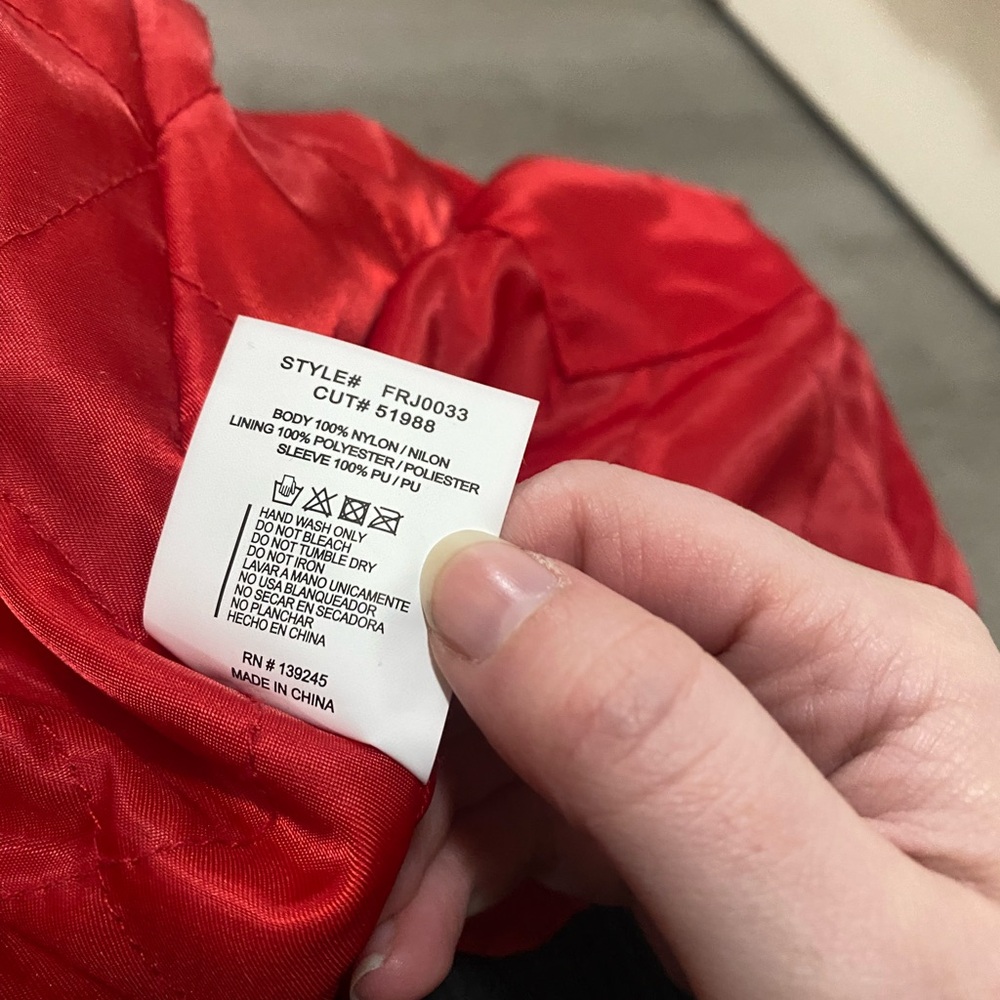 STYLE# FRJ0033
CUT# 51988
BODY 100% NYLON / NILON
LINING 100% POLYESTER / POLIESTER
SLEEVE 100% PU / PU
HAND WASH ONLY
DO NOT BLEACH
DO NOT TUMBLE DRY
DO NOT IRON
LAVAR A MANO UNICAMENTE
NO USA BLANQUEADOR
NO SECAR EN SECADORA
NO PLANCHAR
HECHO EN CHINA
RN # 139245
MADE IN CHINA